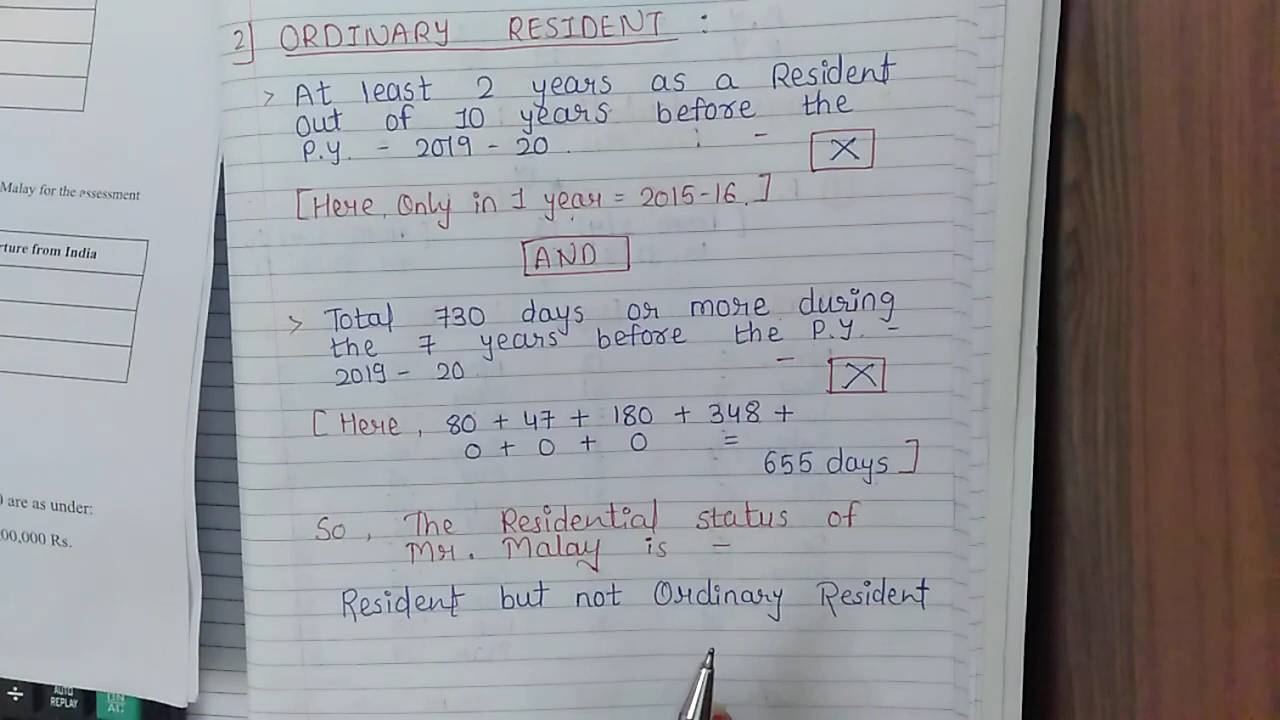 2] ORDINARY RESIDENT :
> At least 2 years as a Resident
out of 10 years before the
P.Y. - 2019 - 20. - X
[Here, Only in 1 year = 2015-16.]
AND
> Total 730 days or more during
the 7 years before the P.Y. -
2019 - 20 - X
[Here, 80 + 47 + 180 + 348 +
0 + 0 + 0 =
655 days]
So, The Residential status of
Mr. Malay is -
Resident but not Ordinary Resident
Malay for the assessment
rture from India
) are as under:
00,000 Rs.
÷
AUTO
REPLAY